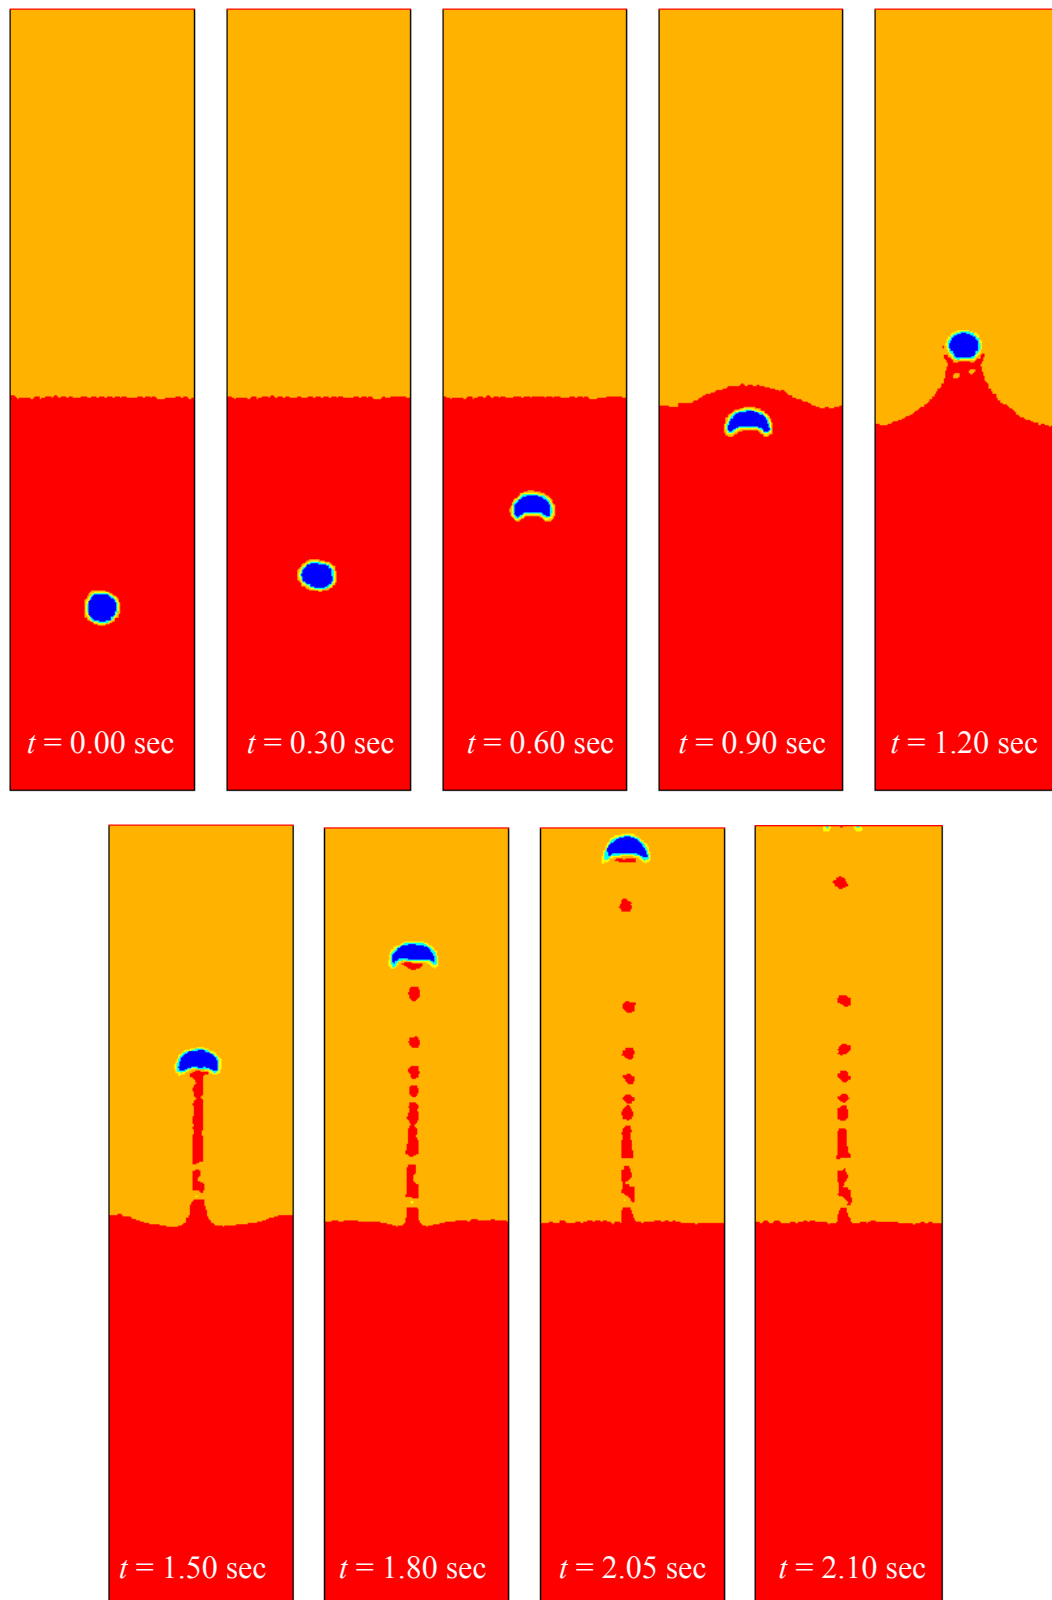 t = 0.00 sec
t = 0.30 sec
t = 0.60 sec
t = 0.90 sec
t = 1.20 sec
t = 1.50 sec
t = 1.80 sec
t = 2.05 sec
t = 2.10 sec